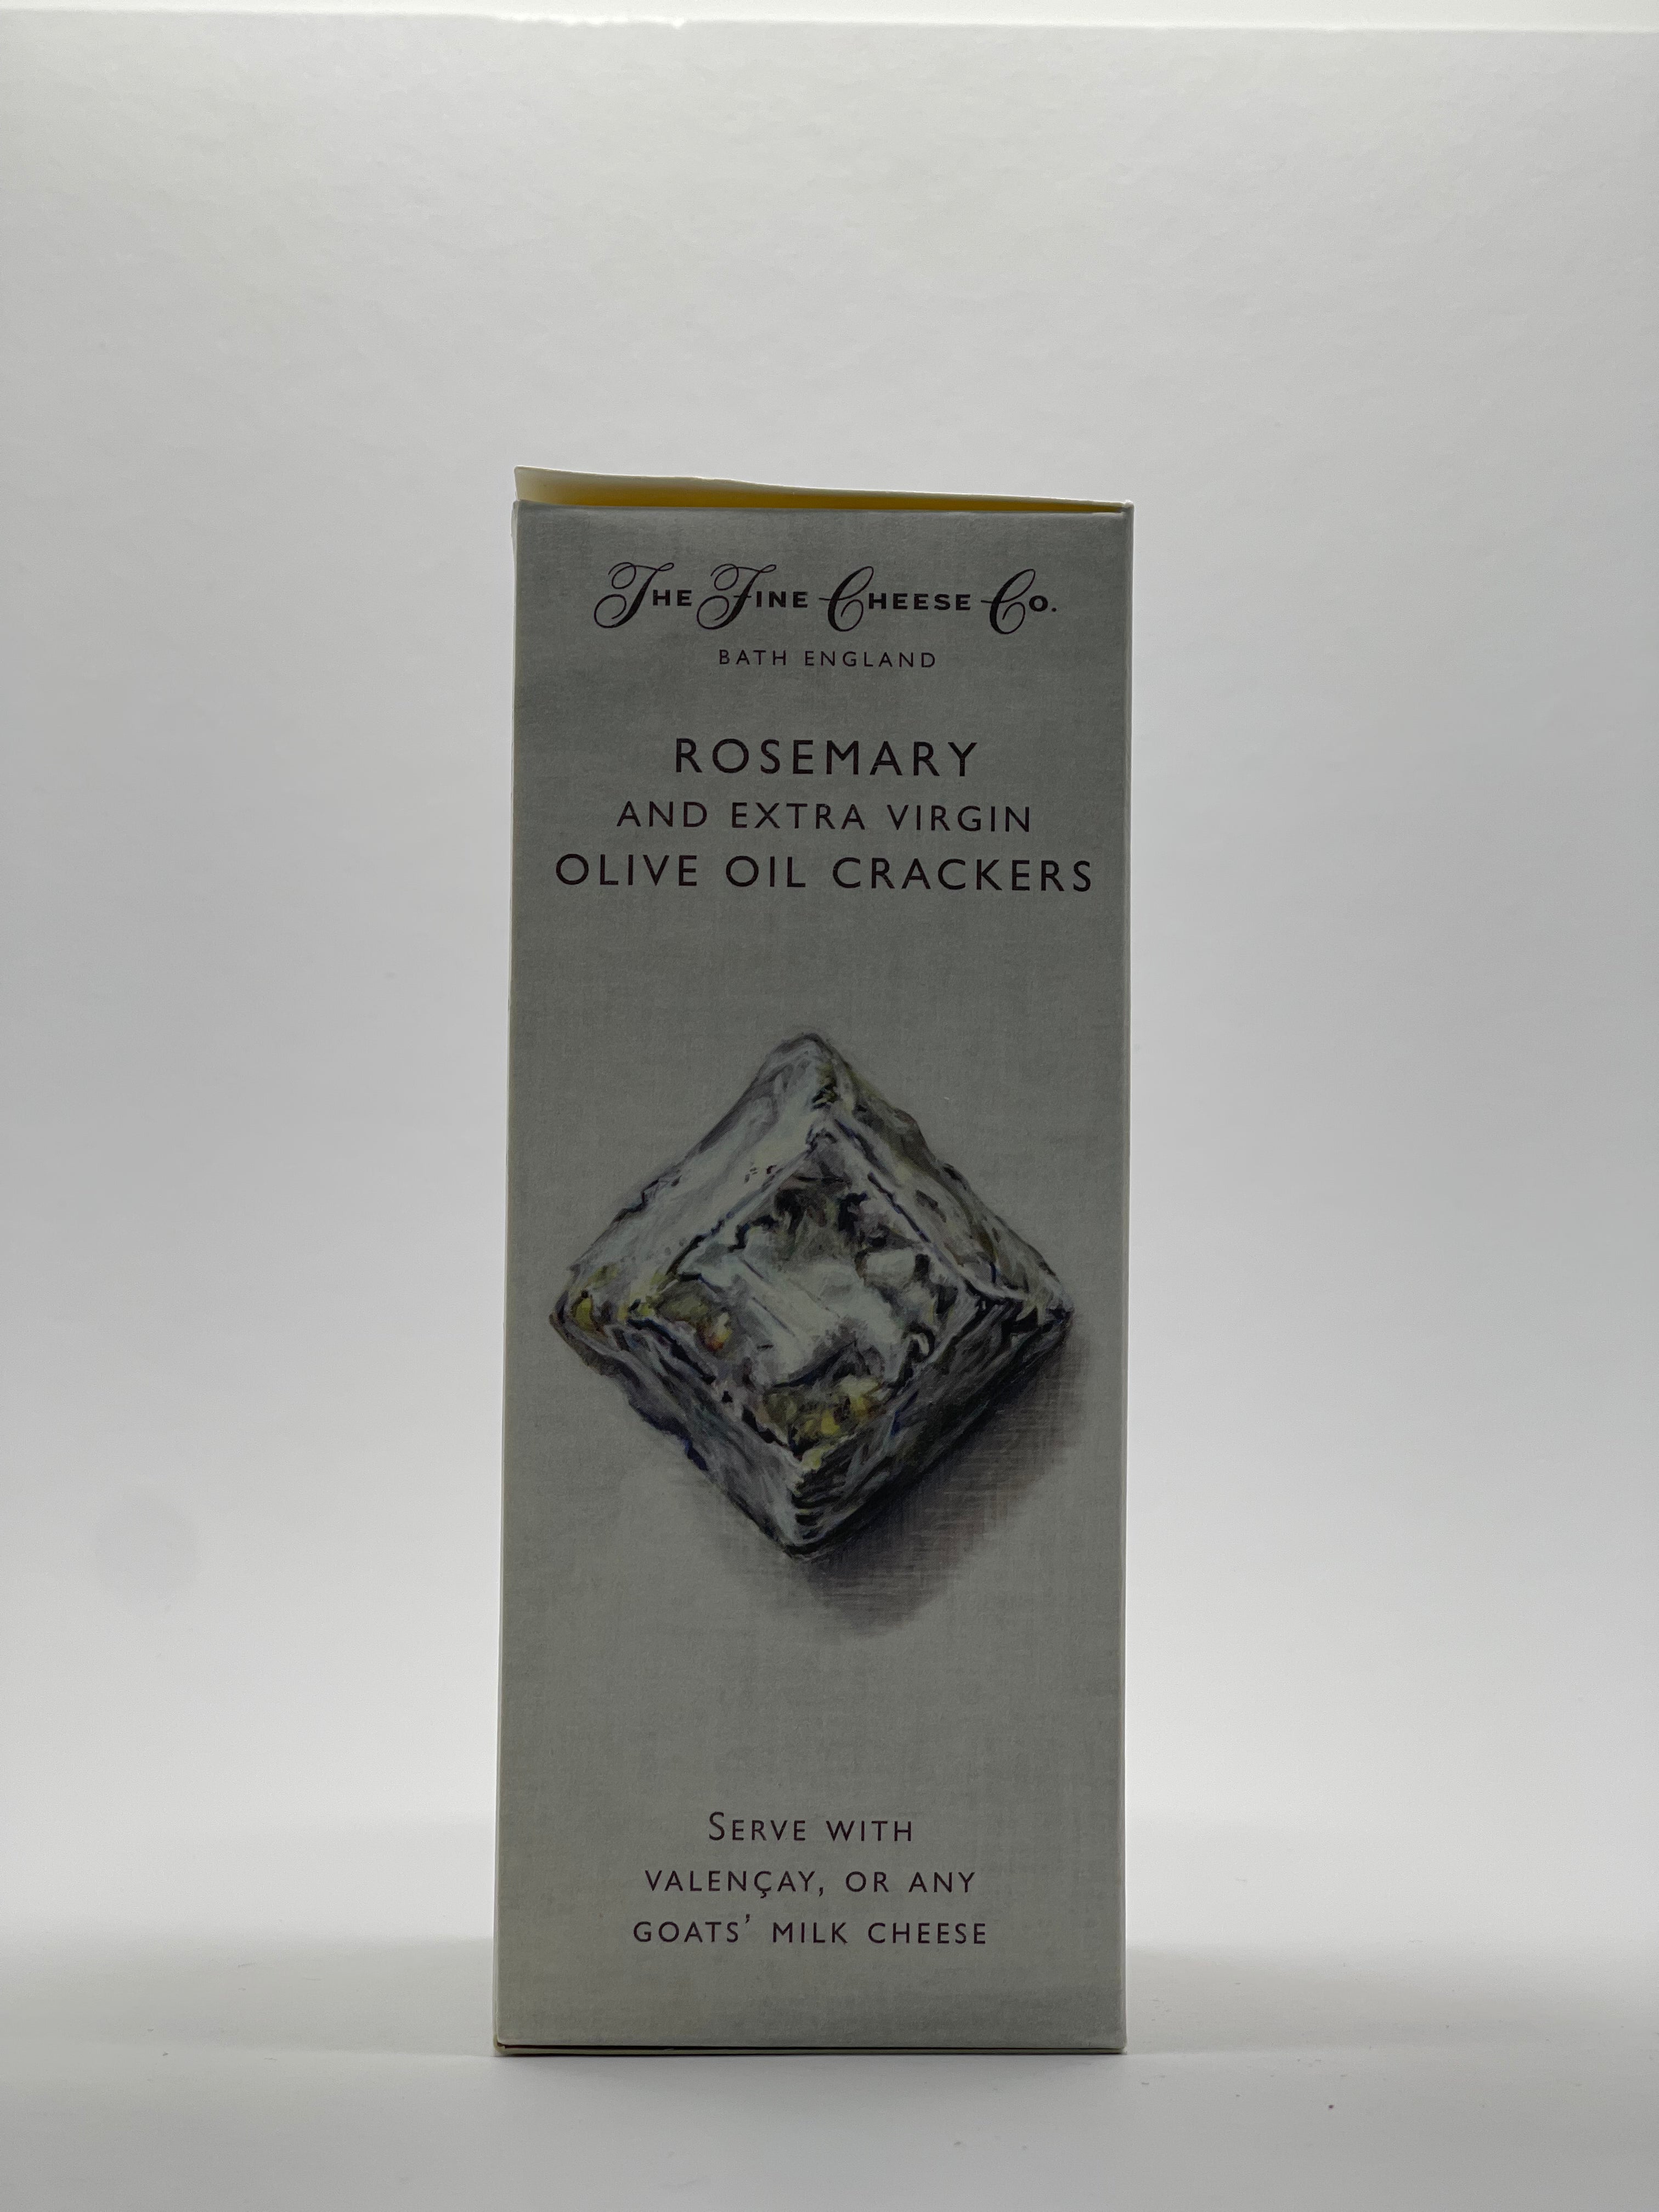 The Fine Cheese Co.
BATH ENGLAND
ROSEMARY
AND EXTRA VIRGIN
OLIVE OIL CRACKERS
SERVE WITH
VALENÇAY, OR ANY
GOATS' MILK CHEESE